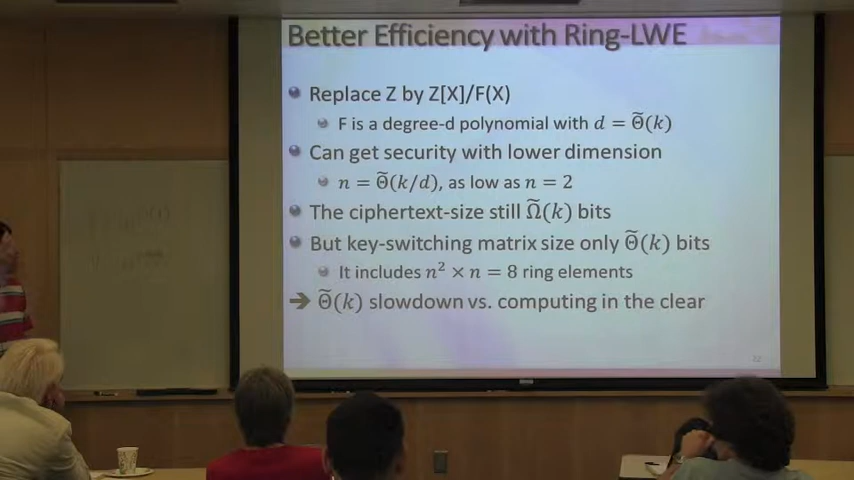 Better Efficiency with Ring-LWE
Replace Z by Z[X]/F(X)
F is a degree-d polynomial with d = Θ̃(k)
Can get security with lower dimension
n = Θ̃(k/d), as low as n = 2
The ciphertext-size still Ω̃(k) bits
But key-switching matrix size only Θ̃(k) bits
It includes n² × n = 8 ring elements
➔ Θ̃(k) slowdown vs. computing in the clear